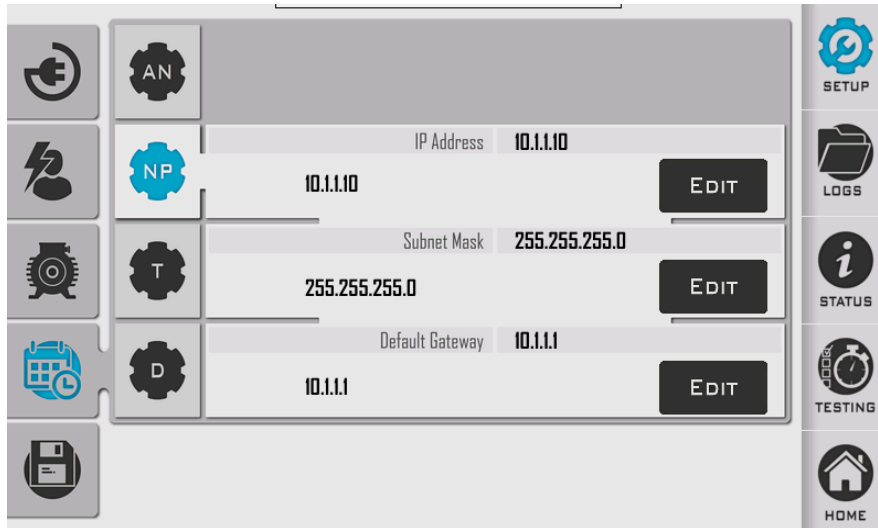 AN
NP
T
D
IP Address 10.1.1.10
10.1.1.10 EDIT
Subnet Mask 255.255.255.0
255.255.255.0 EDIT
Default Gateway 10.1.1.1
10.1.1.1 EDIT
SETUP
LOGS
STATUS
TESTING
HOME